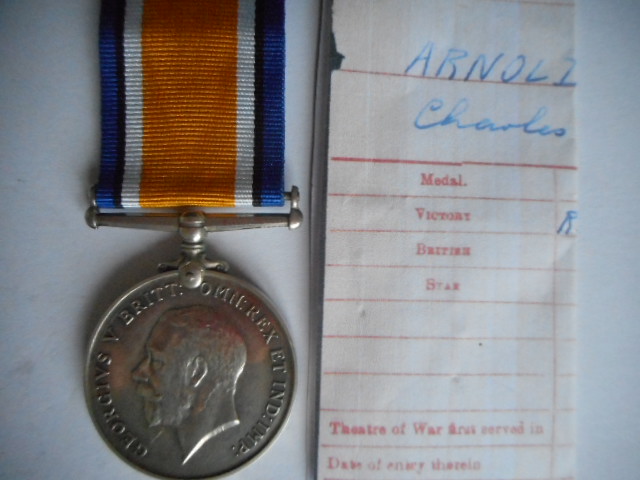 GEORGIVS V BRITT: OMN: REX ET IND: IMP:
ARNOLD
Charles
Medal.
VICTORY R
BRITISH
STAR
Theatre of War first served in
Date of entry therein